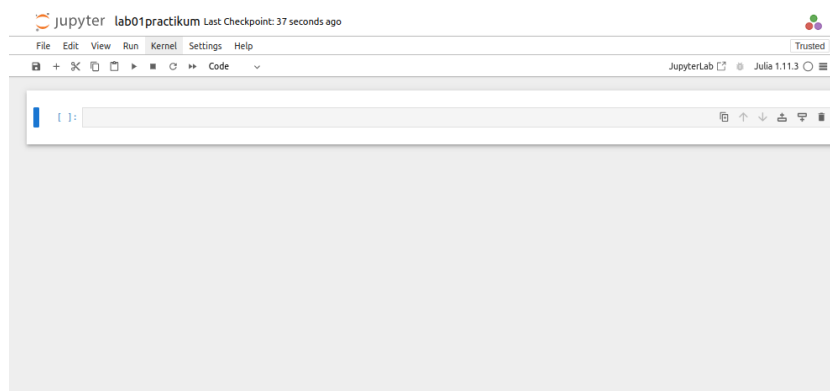 jupyter lab01practikum Last Checkpoint: 37 seconds ago
File Edit View Run Kernel Settings Help Trusted
Code JupyterLab Julia 1.11.3
[ ]: